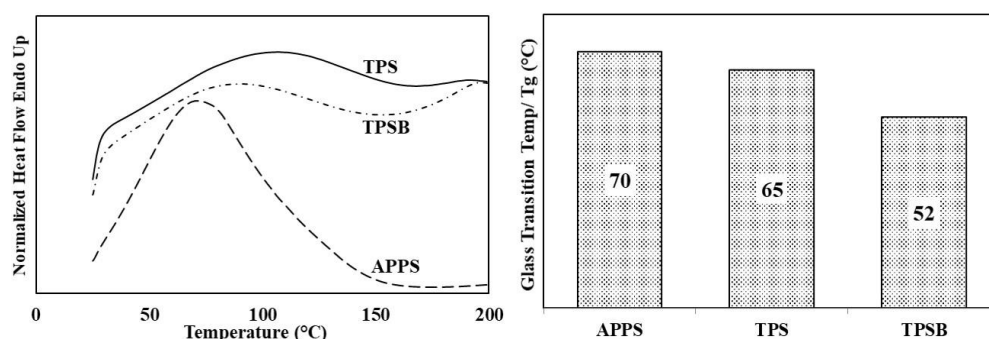 Normalized Heat Flow Endo Up
TPS
TPSB
APPS
0
50
100
150
200
Temperature (°C)
Glass Transition Temp/ Tg (°C)
70
65
52
APPS
TPS
TPSB